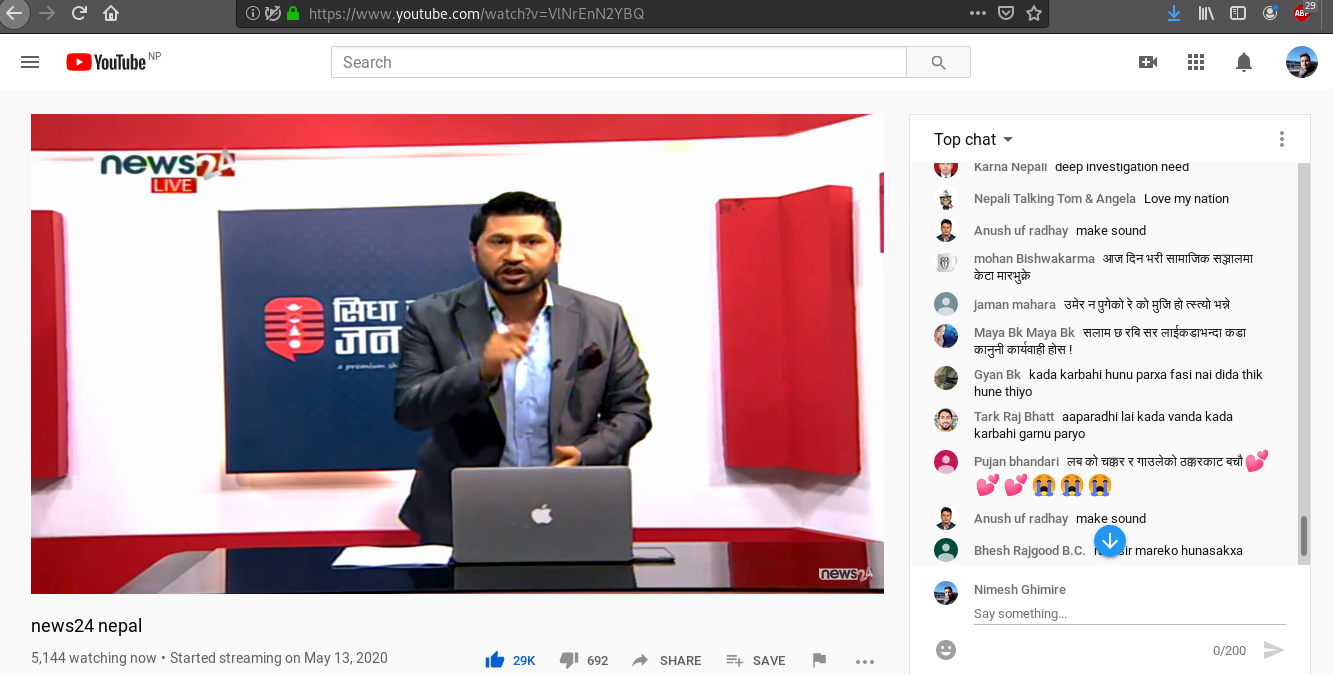 https://www.youtube.com/watch?v=VlNrEnN2YBQ
ABP
29
YouTube NP
Search
news24
LIVE
सिधा
जन
a premium sh
news24
news24 nepal
5,144 watching now • Started streaming on May 13, 2020
29K
692
SHARE
SAVE
Top chat
Karna Nepali deep investigation need
Nepali Talking Tom & Angela Love my nation
Anush uf radhay make sound
mohan Bishwakarma आज दिन भरी सामाजिक सञ्जालमा
केटा मारभुक्रे
jaman mahara उमेर न पुगेको रे को मुजि हो त्स्त्यो भन्ने
Maya Bk Maya Bk सलाम छ रबि सर लाईकडाभन्दा कडा
कानुनी कार्यवाही होस !
Gyan Bk kada karbahi hunu parxa fasi nai dida thik
hune thiyo
Tark Raj Bhatt aaparadhi lai kada vanda kada
karbahi garnu paryo
Pujan bhandari लब को चक्कर र गाउलेको ठक्करकाट बचौ 💕
💕 💕 😭 😭 😭
Anush uf radhay make sound
Bhesh Rajgood B.C. sir mareko hunasakxa
Nimesh Ghimire
Say something...
0/200